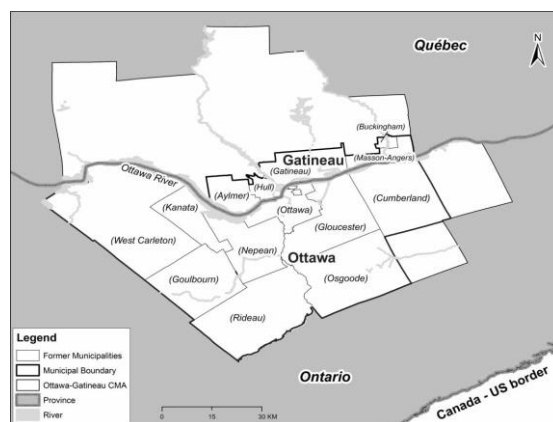 Québec
N
(Buckingham)
Gatineau
(Masson-Angers)
(Gatineau)
Ottawa River
(Hull)
(Aylmer)
(Kanata)
(Ottawa)
(Cumberland)
(Gloucester)
(West Carleton)
(Nepean)
Ottawa
(Goulbourn)
(Osgoode)
(Rideau)
Legend
Former Municipalities
Municipal Boundary
Ottawa-Gatineau CMA
Province
River
Ontario
0 15 30 KM
Canada - US border